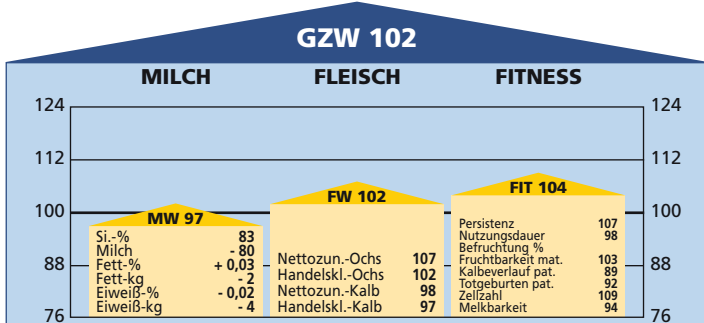 GZW 102
MILCH FLEISCH FITNESS
124 124
112 112
100 100
88 88
76 76
MW 97
Si.-% 83
Milch - 80
Fett-% + 0,03
Fett-kg - 2
Eiweiß-% - 0,02
Eiweiß-kg - 4
FW 102
Nettozun.-Ochs 107
Handelskl.-Ochs 102
Nettozun.-Kalb 98
Handelskl.-Kalb 97
FIT 104
Persistenz 107
Nutzungsdauer 98
Befruchtung %
Fruchtbarkeit mat. 103
Kalbeverlauf pat. 89
Totgeburten pat. 92
Zellzahl 109
Melkbarkeit 94